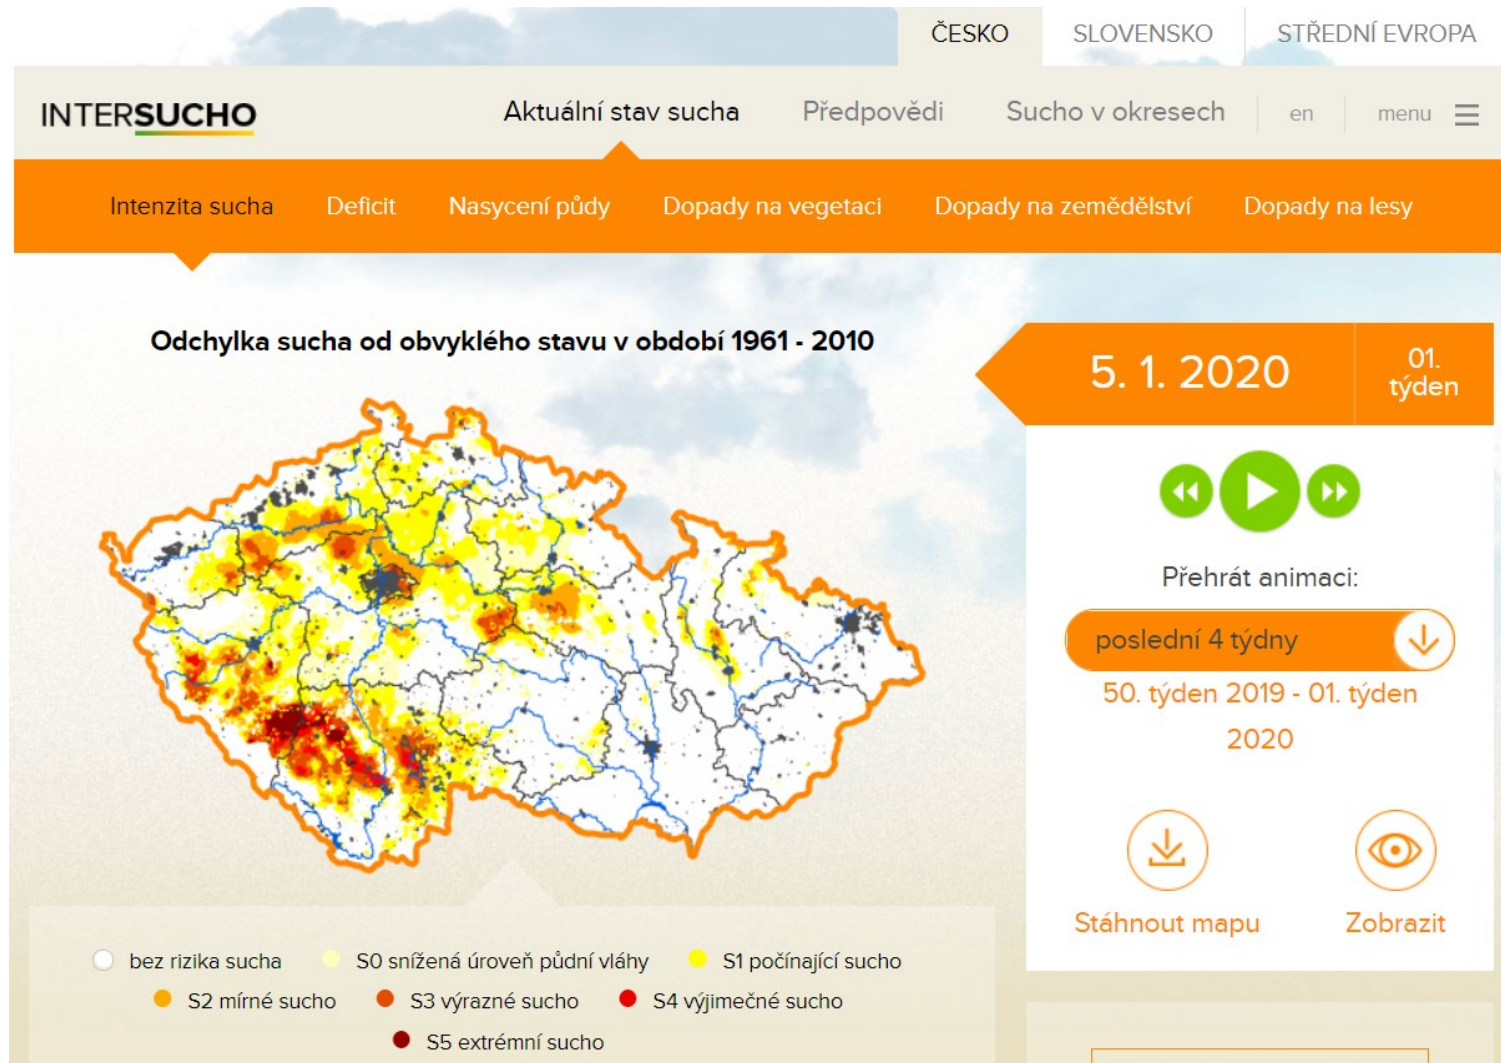 ČESKO
SLOVENSKO
STŘEDNÍ EVROPA
INTERSUCHO
Aktuální stav sucha
Předpovědi
Sucho v okresech
en
menu
Intenzita sucha
Deficit
Nasycení půdy
Dopady na vegetaci
Dopady na zemědělství
Dopady na lesy
Odchylka sucha od obvyklého stavu v období 1961 - 2010
5. 1. 2020
01.
týden
Přehrát animaci:
poslední 4 týdny
50. týden 2019 - 01. týden
2020
Stáhnout mapu
Zobrazit
bez rizika sucha
S0 snížená úroveň půdní vláhy
S1 počínající sucho
S2 mírné sucho
S3 výrazné sucho
S4 výjimečné sucho
S5 extrémní sucho